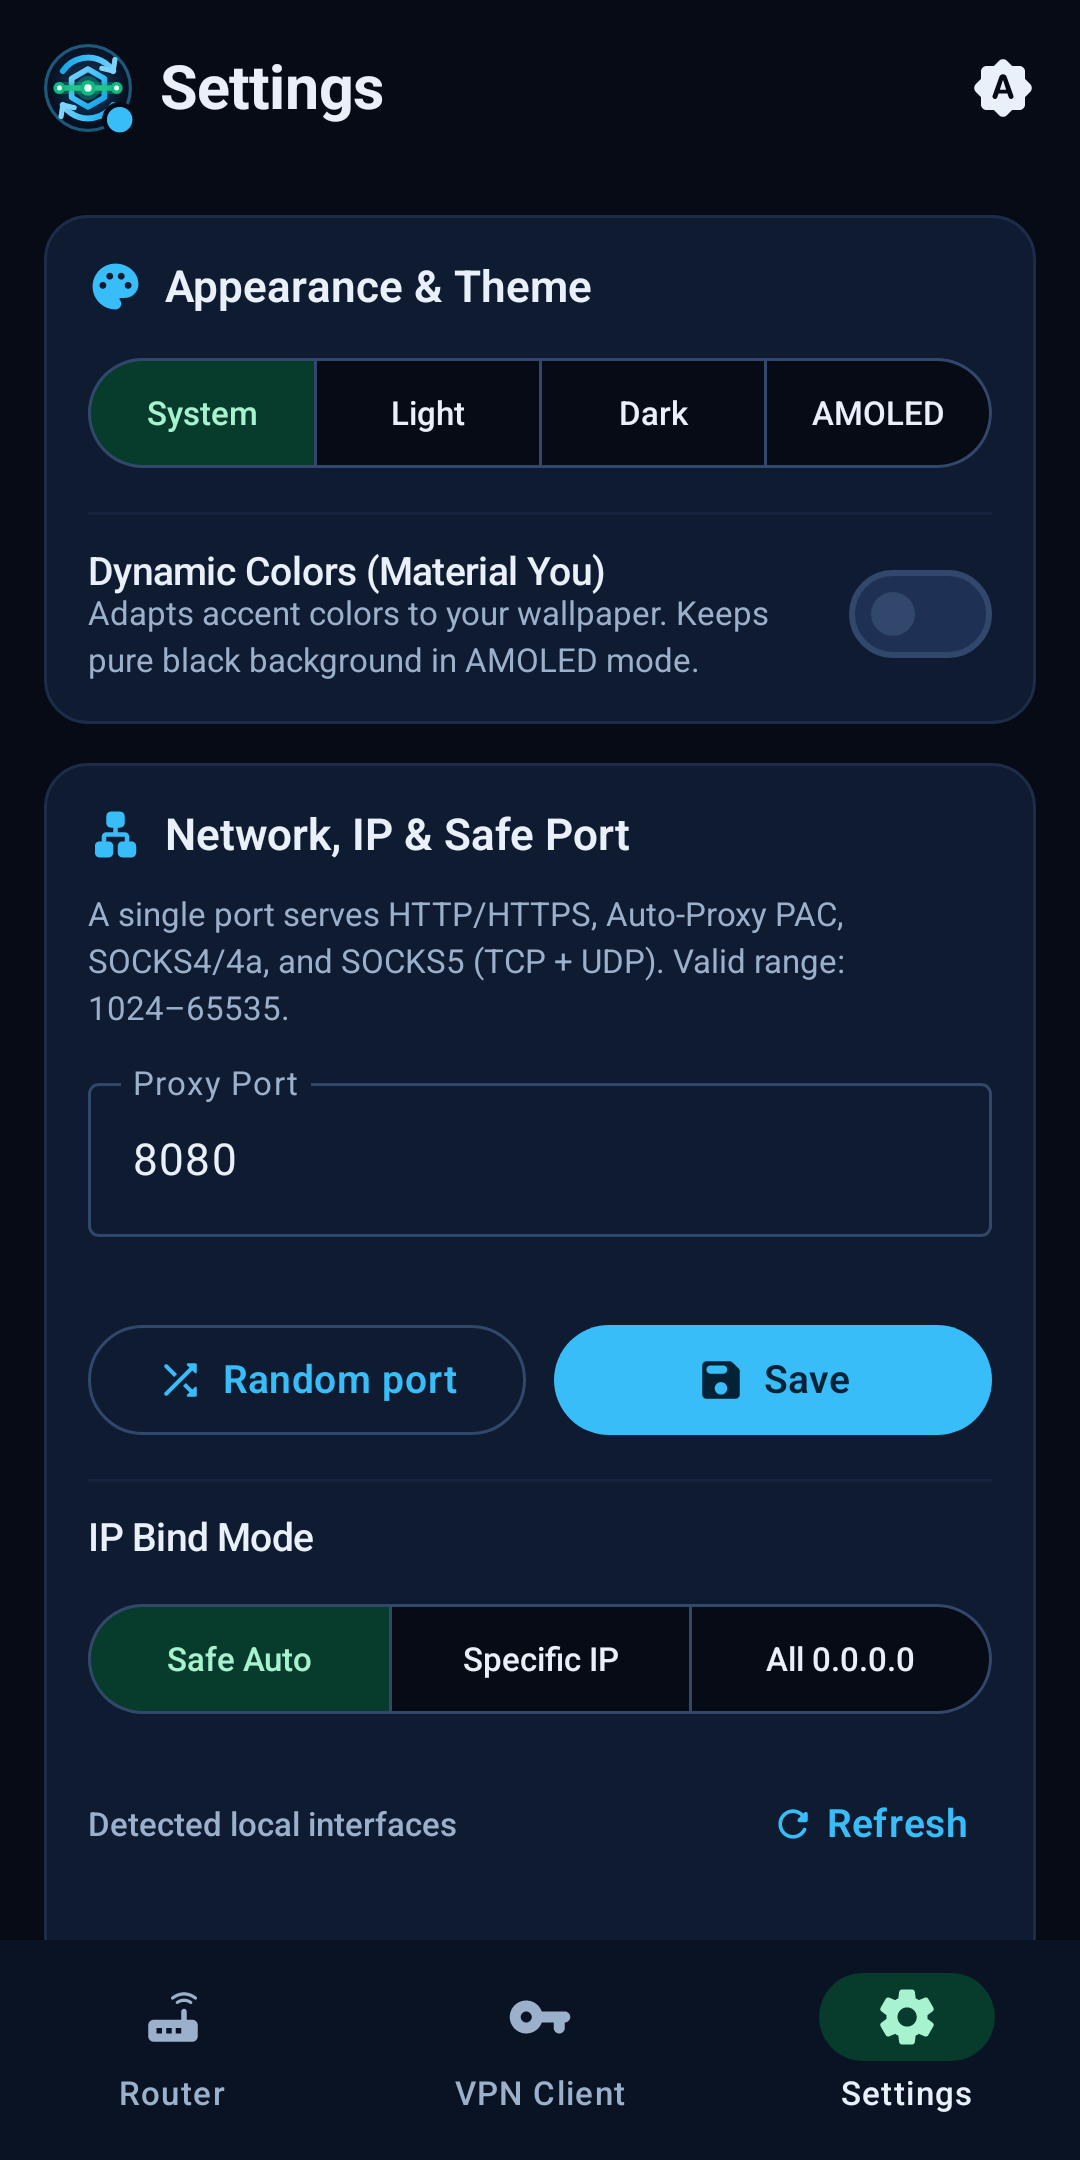 Settings
A
Appearance & Theme
System
Light
Dark
AMOLED
Dynamic Colors (Material You)
Adapts accent colors to your wallpaper. Keeps
pure black background in AMOLED mode.
Network, IP & Safe Port
A single port serves HTTP/HTTPS, Auto-Proxy PAC,
SOCKS4/4a, and SOCKS5 (TCP + UDP). Valid range:
1024–65535.
Proxy Port
8080
Random port
Save
IP Bind Mode
Safe Auto
Specific IP
All 0.0.0.0
Detected local interfaces
Refresh
Router
VPN Client
Settings